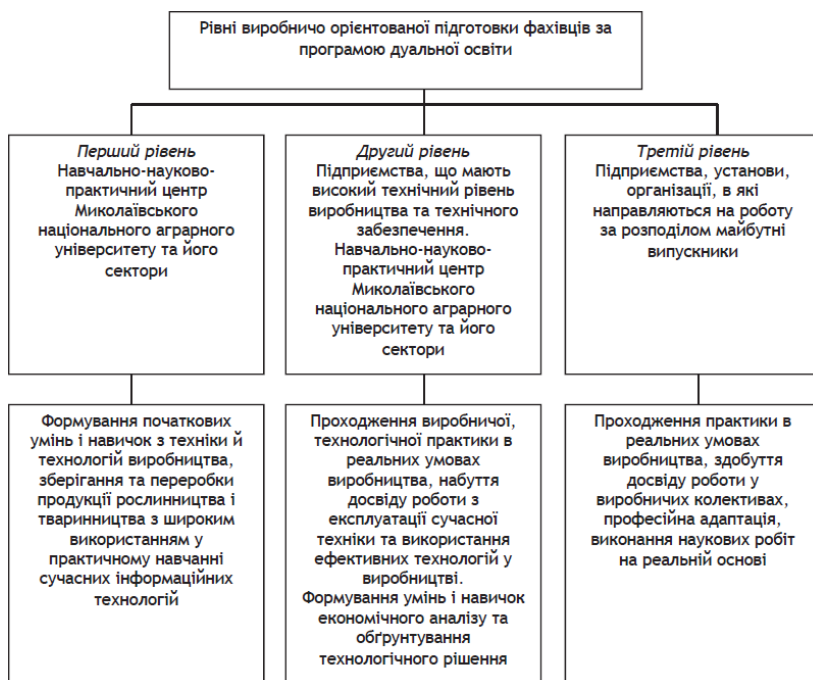 Рівні виробничо орієнтованої підготовки фахівців за
програмою дуальної освіти
Перший рівень
Навчально-науково-
практичний центр
Миколаївського
національного аграрного
університету та його
сектори
Другий рівень
Підприємства, що мають
високий технічний рівень
виробництва та технічного
забезпечення.
Навчально-науково-
практичний центр
Миколаївського
національного аграрного
університету та його
сектори
Третій рівень
Підприємства, установи,
організації, в які
направляються на роботу
за розподілом майбутні
випускники
Формування початкових
умінь і навичок з техніки й
технологій виробництва,
зберігання та переробки
продукції рослинництва і
тваринництва з широким
використанням у
практичному навчанні
сучасних інформаційних
технологій
Проходження виробничої,
технологічної практики в
реальних умовах
виробництва, набуття
досвіду роботи з
експлуатації сучасної
техніки та використання
ефективних технологій у
виробництві.
Формування умінь і навичок
економічного аналізу та
обґрунтування
технологічного рішення
Проходження практики в
реальних умовах
виробництва, здобуття
досвіду роботи у
виробничих колективах,
професійна адаптація,
виконання наукових робіт
на реальній основі